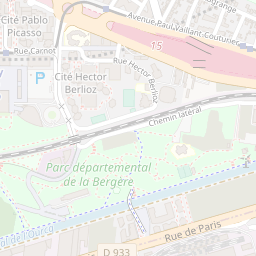 Cité Pablo
Picasso
Avenue Paul Vaillant Couturier
Rue Carnot
15
Rue Hector Berlioz
P
Cité Hector
Berlioz
Chemin latéral
Parc départemental
de la Bergère
D 933
Rue de Paris